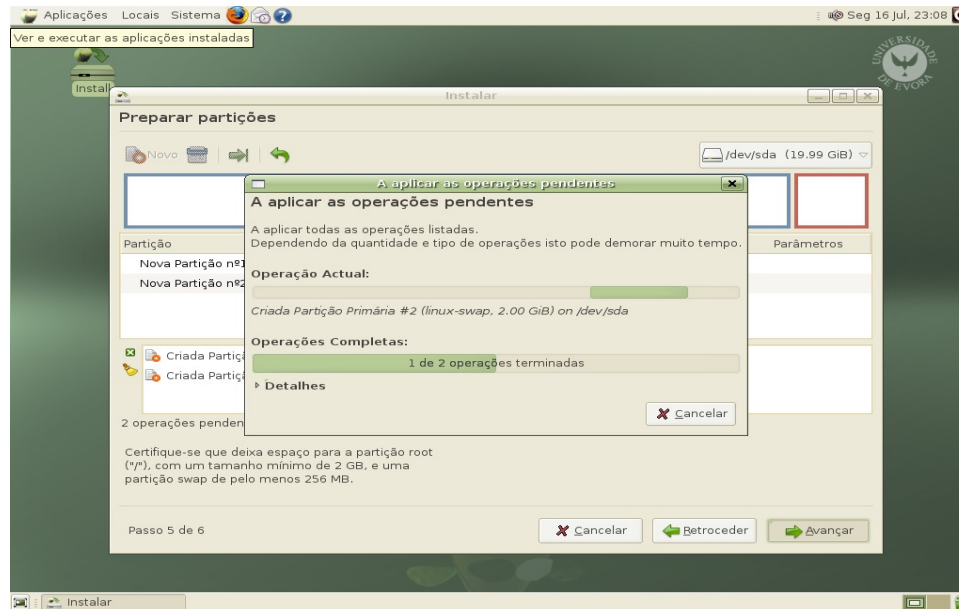 Aplicações Locais Sistema Seg 16 Jul, 23:08
Ver e executar as aplicações instaladas
UNIVERSIDADE DE EVORA
Install
Instalar
Preparar partições
Novo /dev/sda (19.99 GiB)
Partição Parâmetros
Nova Partição nº1
Nova Partição nº2
A aplicar as operações pendentes
A aplicar as operações pendentes
A aplicar todas as operações listadas.
Dependendo da quantidade e tipo de operações isto pode demorar muito tempo.
Operação Actual:
Criada Partição Primária #2 (linux-swap, 2.00 GiB) on /dev/sda
Operações Completas:
1 de 2 operações terminadas
Detalhes
Cancelar
Criada Partiçã
Criada Partiçã
2 operações penden
Certifique-se que deixa espaço para a partição root
("/"), com um tamanho mínimo de 2 GB, e uma
partição swap de pelo menos 256 MB.
Passo 5 de 6 Cancelar Retroceder Avançar
Instalar